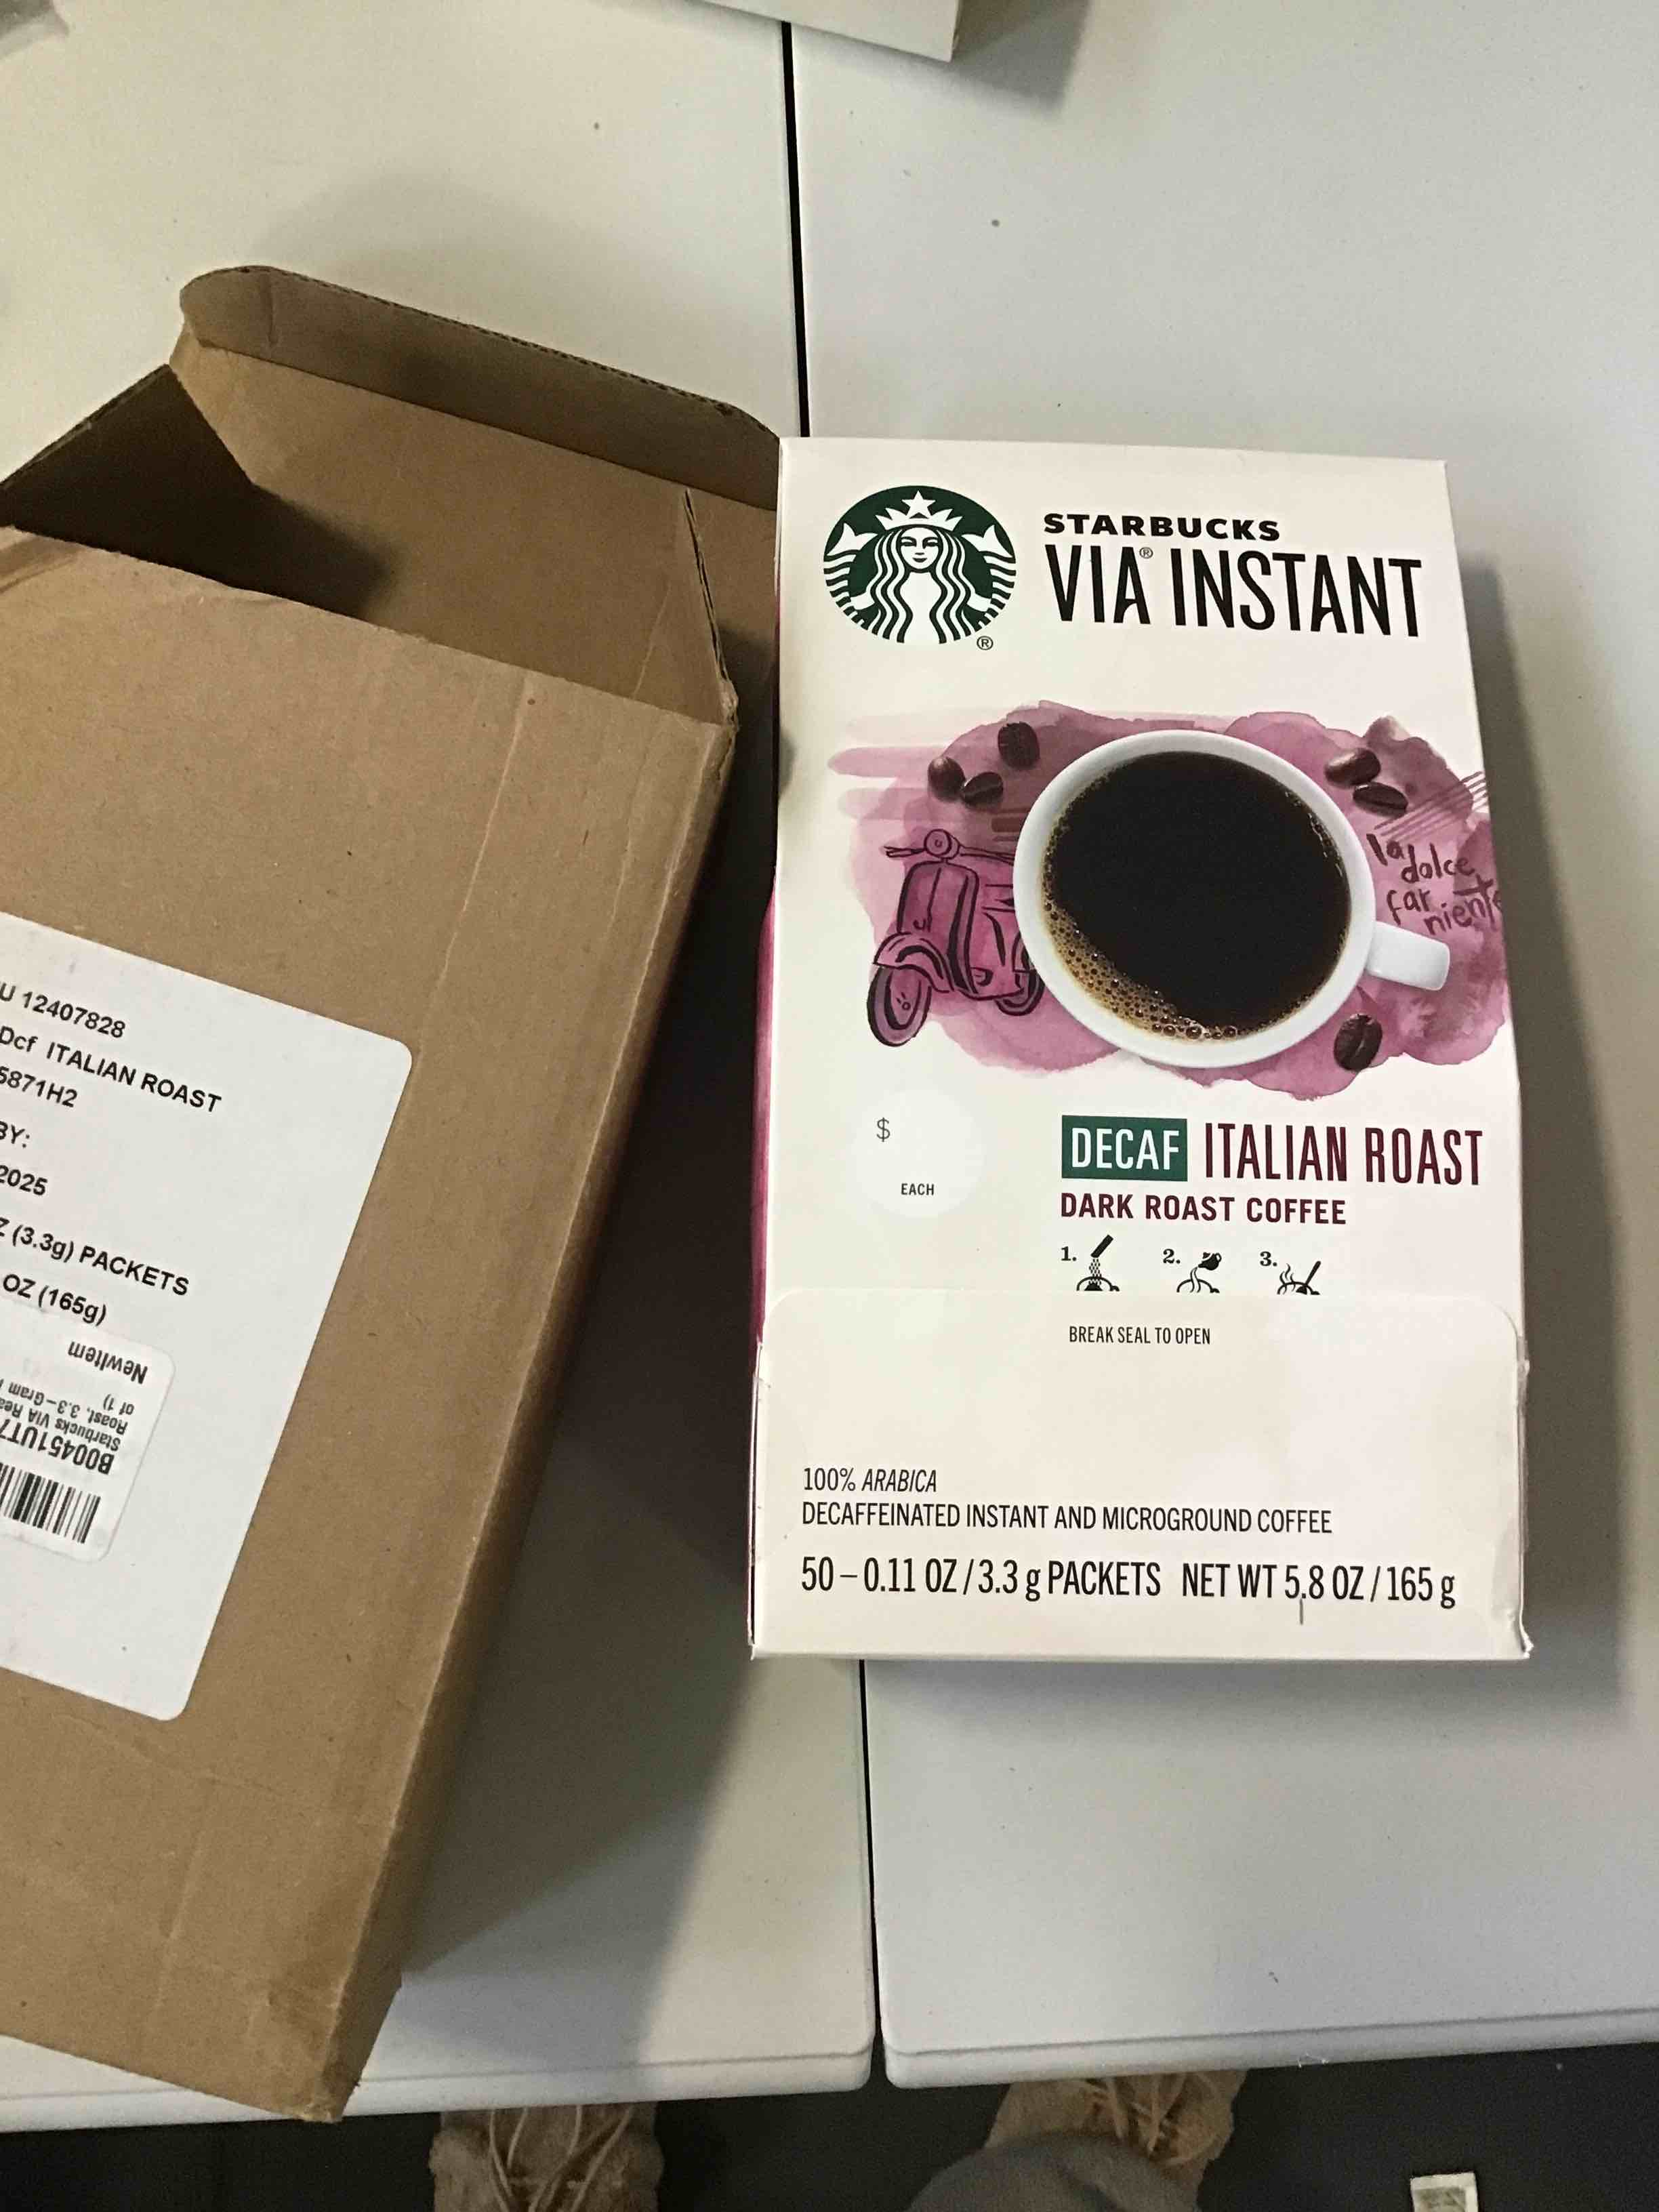 U 12407828
Dcf ITALIAN ROAST
5871H2
BY:
2025
Z (3.3g) PACKETS
OZ (165g)
NewItem
of 1)
Roast, 3.3-Gram
Starbucks VIA Rea
B00451UT7
STARBUCKS
VIA® INSTANT
®
la
dolce
far
niente
$
EACH
DECAF ITALIAN ROAST
DARK ROAST COFFEE
1. 2. 3.
BREAK SEAL TO OPEN
100% ARABICA
DECAFFEINATED INSTANT AND MICROGROUND COFFEE
50 – 0.11 OZ / 3.3 g PACKETS NET WT 5.8 OZ / 165 g